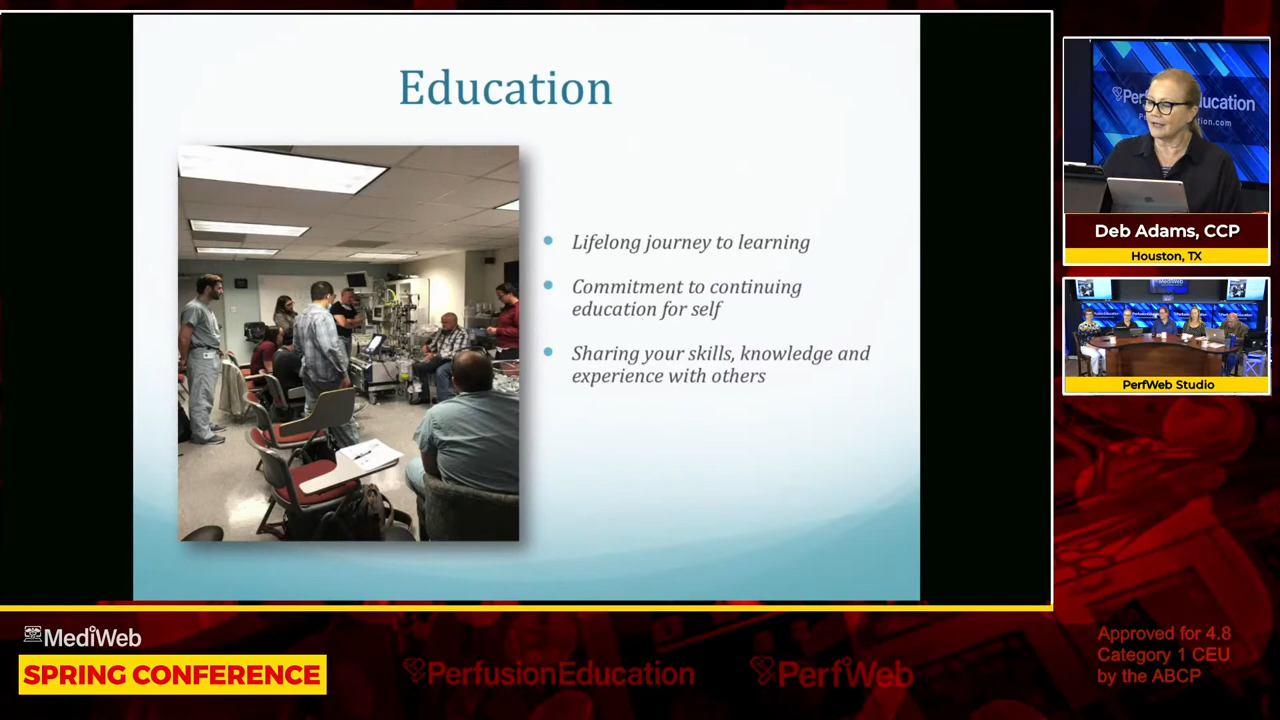 Education
Lifelong journey to learning
Commitment to continuing
education for self
Sharing your skills, knowledge and
experience with others
Deb Adams, CCP
Houston, TX
PerfWeb Studio
MediWeb
SPRING CONFERENCE
PerfusionEducation
PerfWeb
Approved for 4.8
Category 1 CEU
by the ABCP